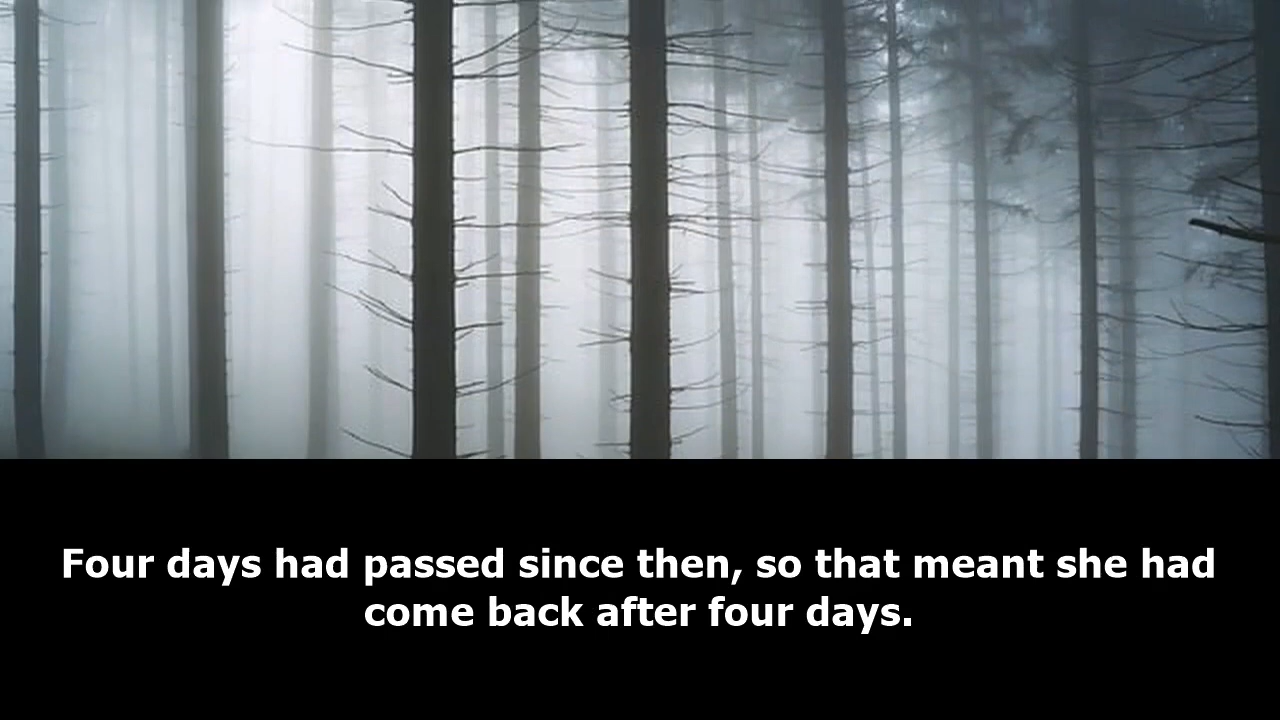 Four days had passed since then, so that meant she had
come back after four days.